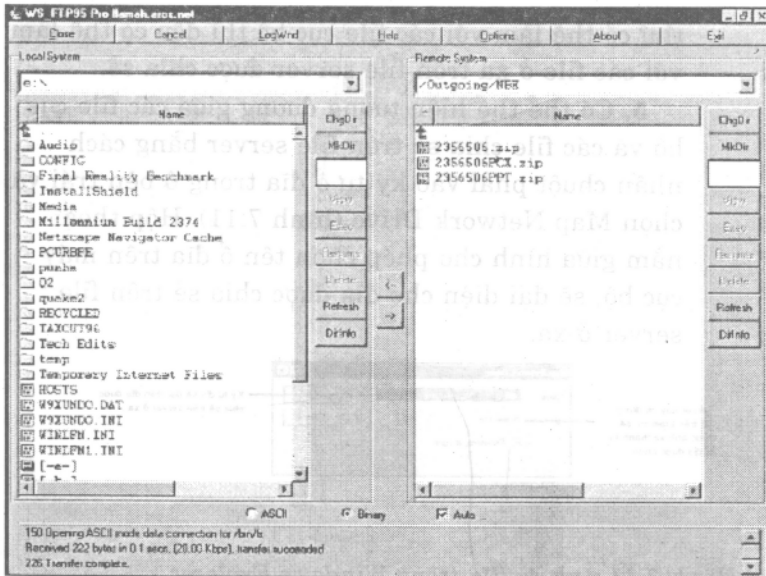 WS_FTP95 Pro llamah.eros.net
Close Cancel LogWnd Help Options About Exit
Local System
e:\
Name
Audio
CONFIG
Final Reality Benchmark
InstallShield
Media
Millennium Build 2374
Netscape Navigator Cache
PCURBEE
punha
Q2
quake2
RECYCLED
TAXCUT96
Tech Edits
temp
Temporary Internet Files
HOSTS
W9XUNDO.DAT
W9XUNDO.INI
WINLFN.INI
WINLFN1.INI
[-a-]
ChgDir
MkDir
View
Exec
Rename
Delete
Refresh
DirInfo
<-
->
Remote System
/Outgoing/NBE
Name
2356506.zip
2356506PCX.zip
2356506PPT.zip
ChgDir
MkDir
View
Exec
Rename
Delete
Refresh
DirInfo
ASCII Binary Auto
150 Opening ASCII mode data connection for /bin/ls.
Received 222 bytes in 0.1 secs, (20.00 Kbps), transfer succeeded
226 Transfer complete.